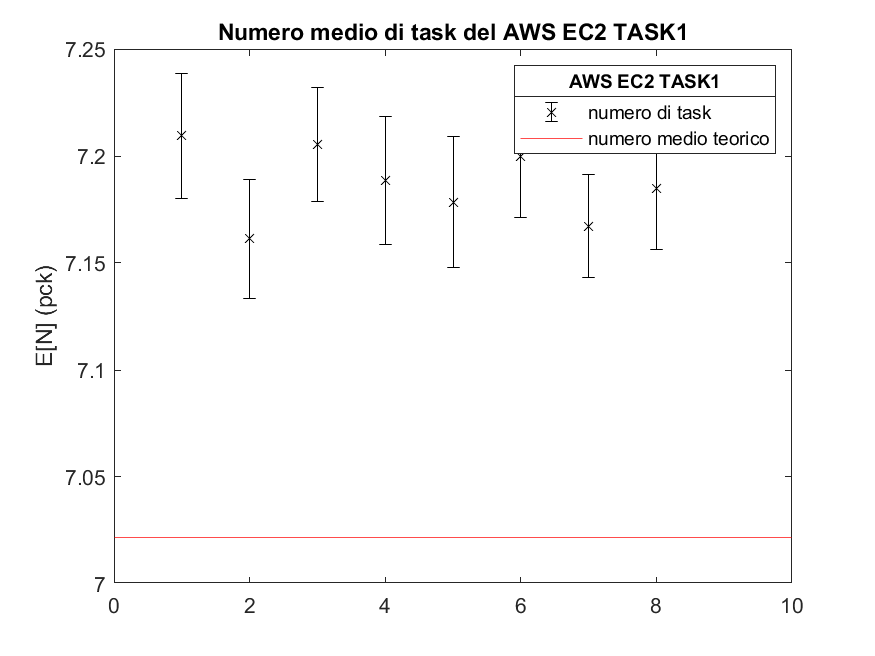 Numero medio di task del AWS EC2 TASK1
7.25
AWS EC2 TASK1
numero di task
numero medio teorico
7.2
7.15
E[N] (pck)
7.1
7.05
7
0 2 4 6 8 10